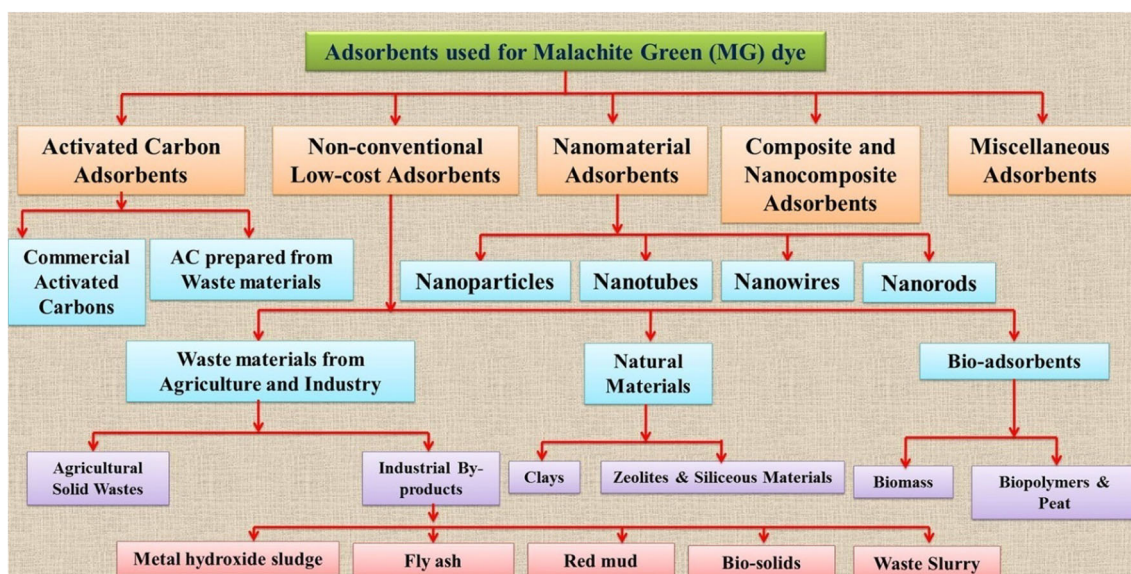 Adsorbents used for Malachite Green (MG) dye
Activated Carbon
Adsorbents
Non-conventional
Low-cost Adsorbents
Nanomaterial
Adsorbents
Composite and
Nanocomposite
Adsorbents
Miscellaneous
Adsorbents
Commercial
Activated
Carbons
AC prepared from
Waste materials
Nanoparticles
Nanotubes
Nanowires
Nanorods
Waste materials from
Agriculture and Industry
Natural
Materials
Bio-adsorbents
Agricultural
Solid Wastes
Industrial By-
products
Clays
Zeolites & Siliceous Materials
Biomass
Biopolymers &
Peat
Metal hydroxide sludge
Fly ash
Red mud
Bio-solids
Waste Slurry